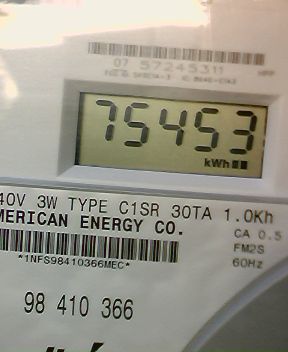 07 57245311
75453
kWh
40V 3W TYPE C1SR 30TA 1.0Kh
MERICAN ENERGY CO.
CA 0.5
FM2S
*1NFS98410366MEC*
60Hz
98 410 366